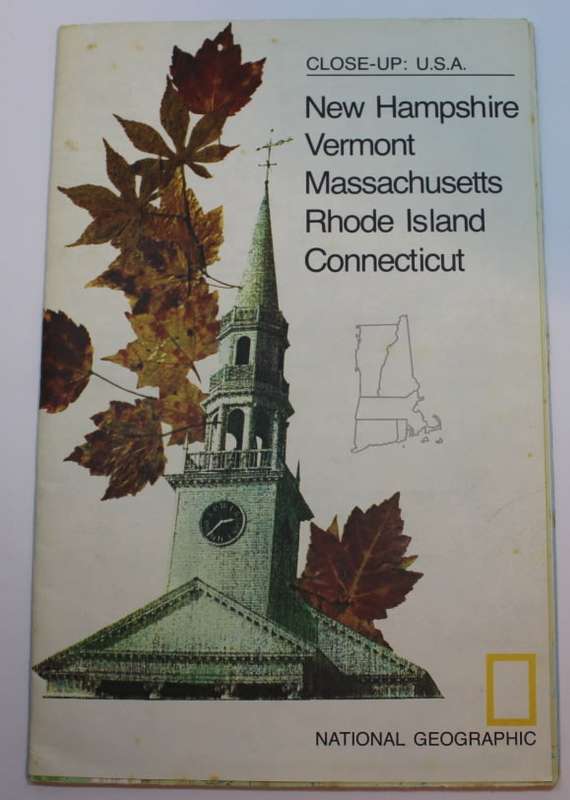 CLOSE-UP: U.S.A.
New Hampshire
Vermont
Massachusetts
Rhode Island
Connecticut
NATIONAL GEOGRAPHIC